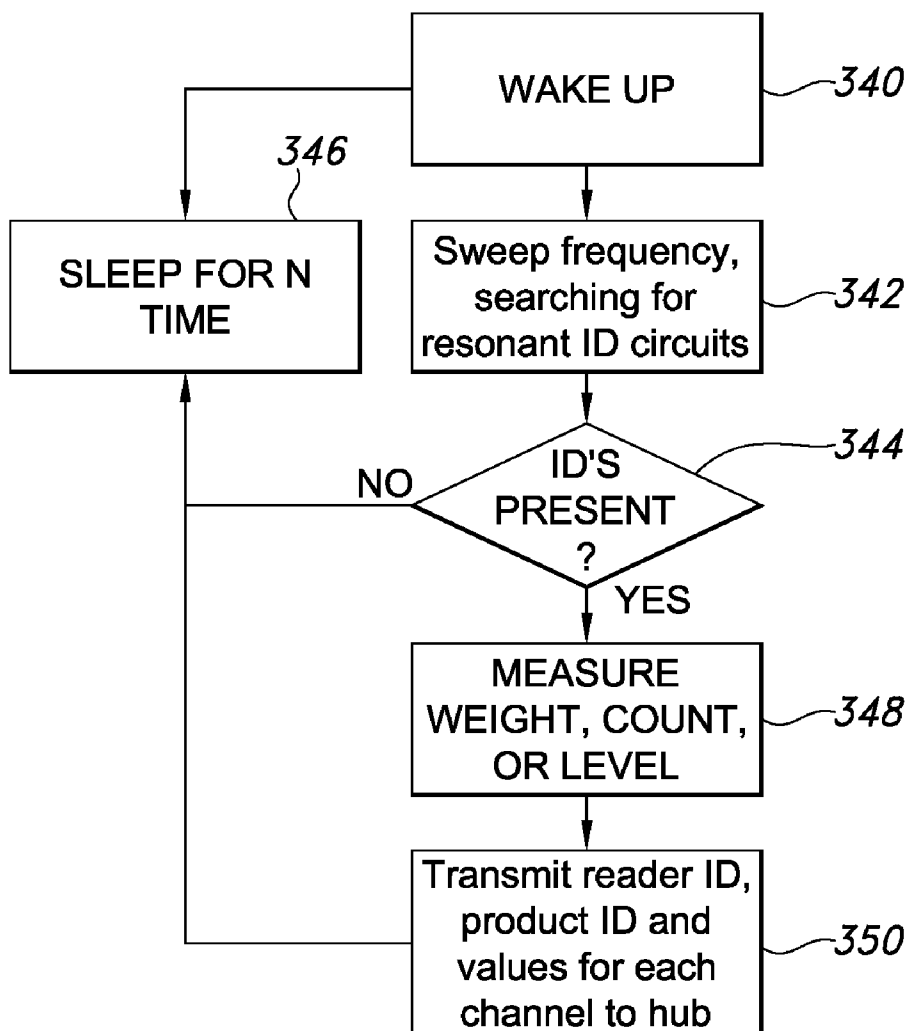 WAKE UP
340
346
SLEEP FOR N
TIME
Sweep frequency,
searching for
resonant ID circuits
342
344
ID'S
PRESENT
?
NO
YES
MEASURE
WEIGHT, COUNT,
OR LEVEL
348
Transmit reader ID,
product ID and
values for each
channel to hub
350